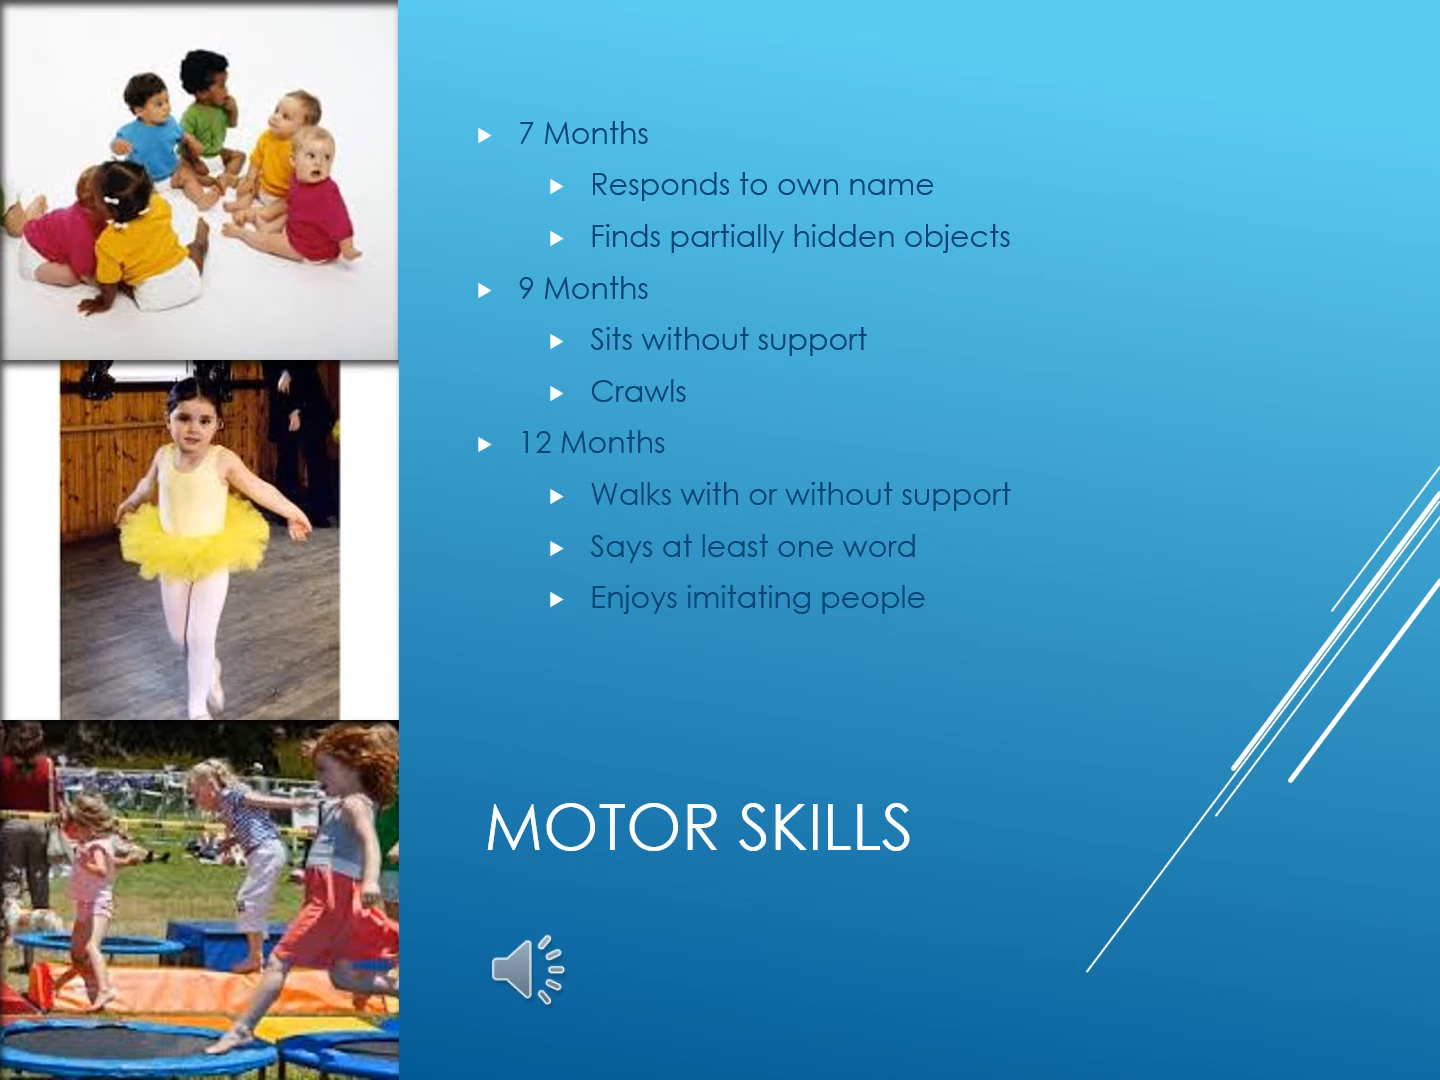 7 Months
Responds to own name
Finds partially hidden objects
9 Months
Sits without support
Crawls
12 Months
Walks with or without support
Says at least one word
Enjoys imitating people
MOTOR SKILLS